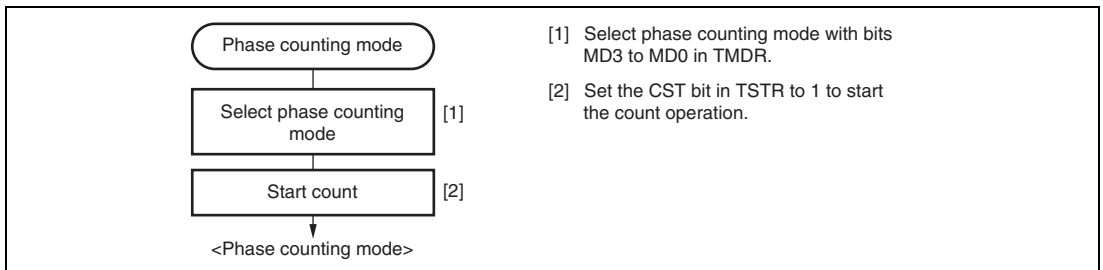 Phase counting mode
Select phase counting
mode
[1]
Start count
[2]
<Phase counting mode>
[1] Select phase counting mode with bits
MD3 to MD0 in TMDR.
[2] Set the CST bit in TSTR to 1 to start
the count operation.